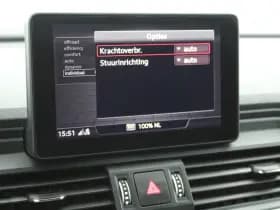 Opties
offroad
efficiency
comfort
auto
dynamic
individual
Krachtoverbr. auto
Stuurinrichting auto
15:51
100% NL